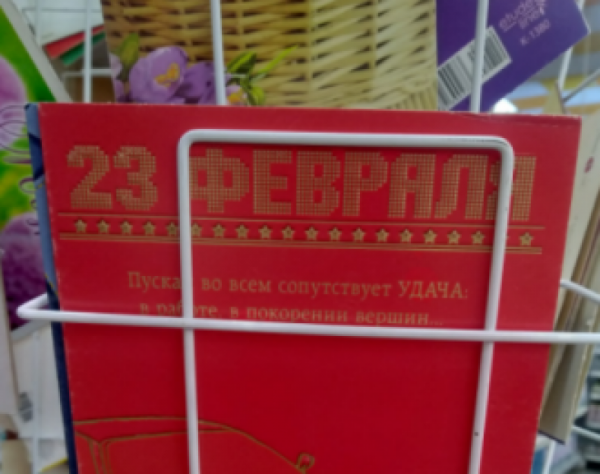 23 ФЕВРАЛЯ
Пускай во всем сопутствует УДАЧА:
в работе, в покорении вершин...